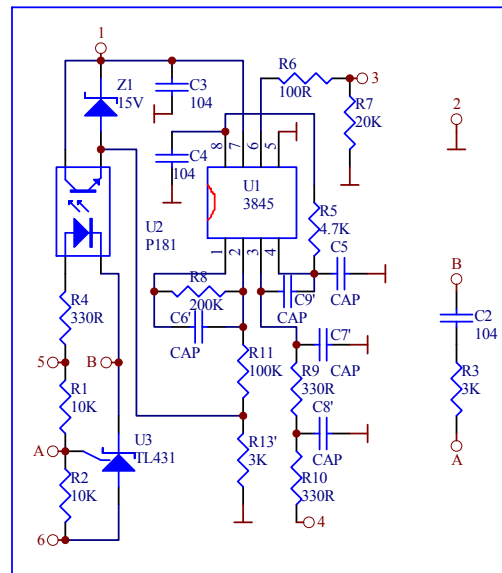 1
Z1
15V
C3
104
R6
100R
3
R7
20K
2
C4
104
8
7
6
5
U1
3845
U2
P181
1
2
3
4
R5
4.7K
C5
CAP
R8
200K
C9'
CAP
C6'
CAP
R4
330R
5
B
R11
100K
C7'
CAP
R9
330R
B
C2
104
R1
10K
A
U3
TL431
R13'
3K
C8'
CAP
R3
3K
A
R2
10K
R10
330R
6
4